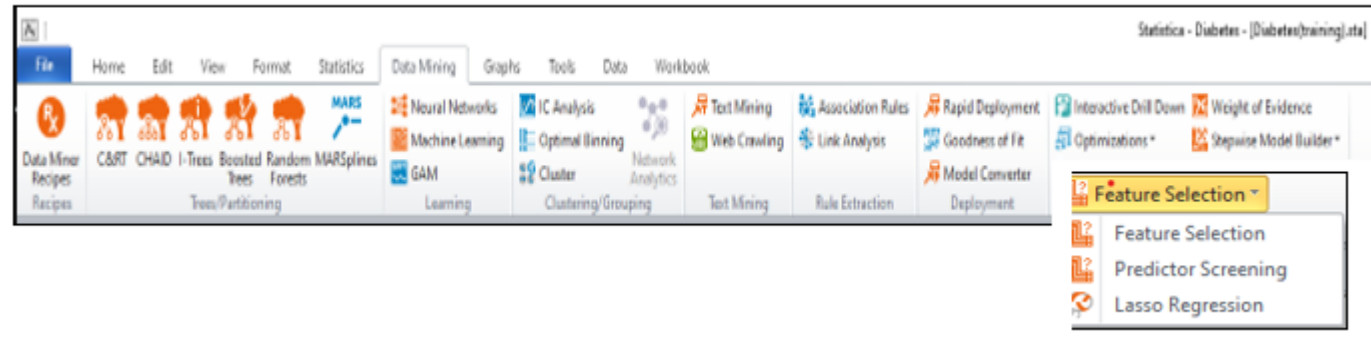 Statistica - Diabetes - [Diabetes(training).sta]
File Home Edit View Format Statistics Data Mining Graphs Tools Data Workbook
Data Miner Recipes
C&RT
CHAID
I-Trees
Boosted Trees
Random Forests
MARS
MARSplines
Neural Networks
Machine Learning
GAM
IC Analysis
Optimal Binning
Cluster
Network Analytics
Text Mining
Web Crawling
Association Rules
Link Analysis
Rapid Deployment
Goodness of Fit
Model Converter
Interactive Drill Down
Optimizations
Weight of Evidence
Stepwise Model Builder
Recipes
Trees/Partitioning
Learning
Clustering/Grouping
Text Mining
Rule Extraction
Deployment
Feature Selection
Feature Selection
Predictor Screening
Lasso Regression